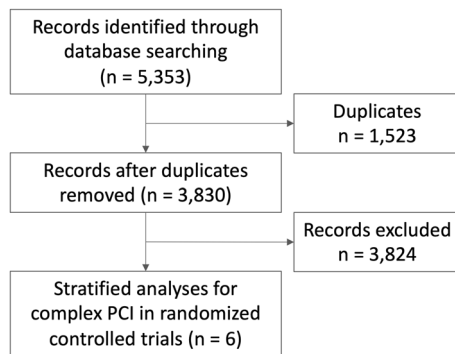 Records identified through
database searching
(n = 5,353)
Duplicates
n = 1,523
Records after duplicates
removed (n = 3,830)
Records excluded
n = 3,824
Stratified analyses for
complex PCI in randomized
controlled trials (n = 6)